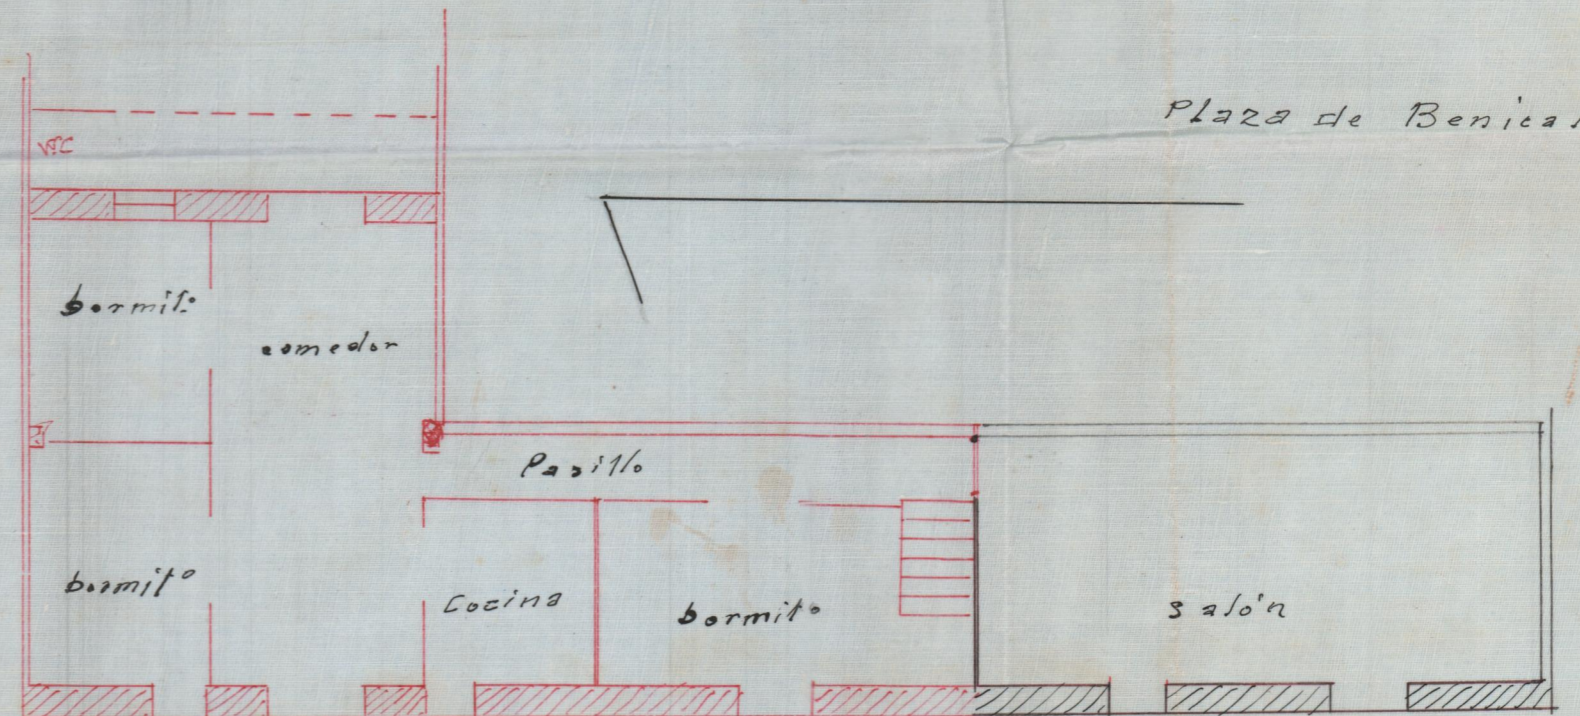 Plaza de Benica
WC
Dormitº
comedor
Pasillo
Dormitº
Cocina
Dormitº
Salón